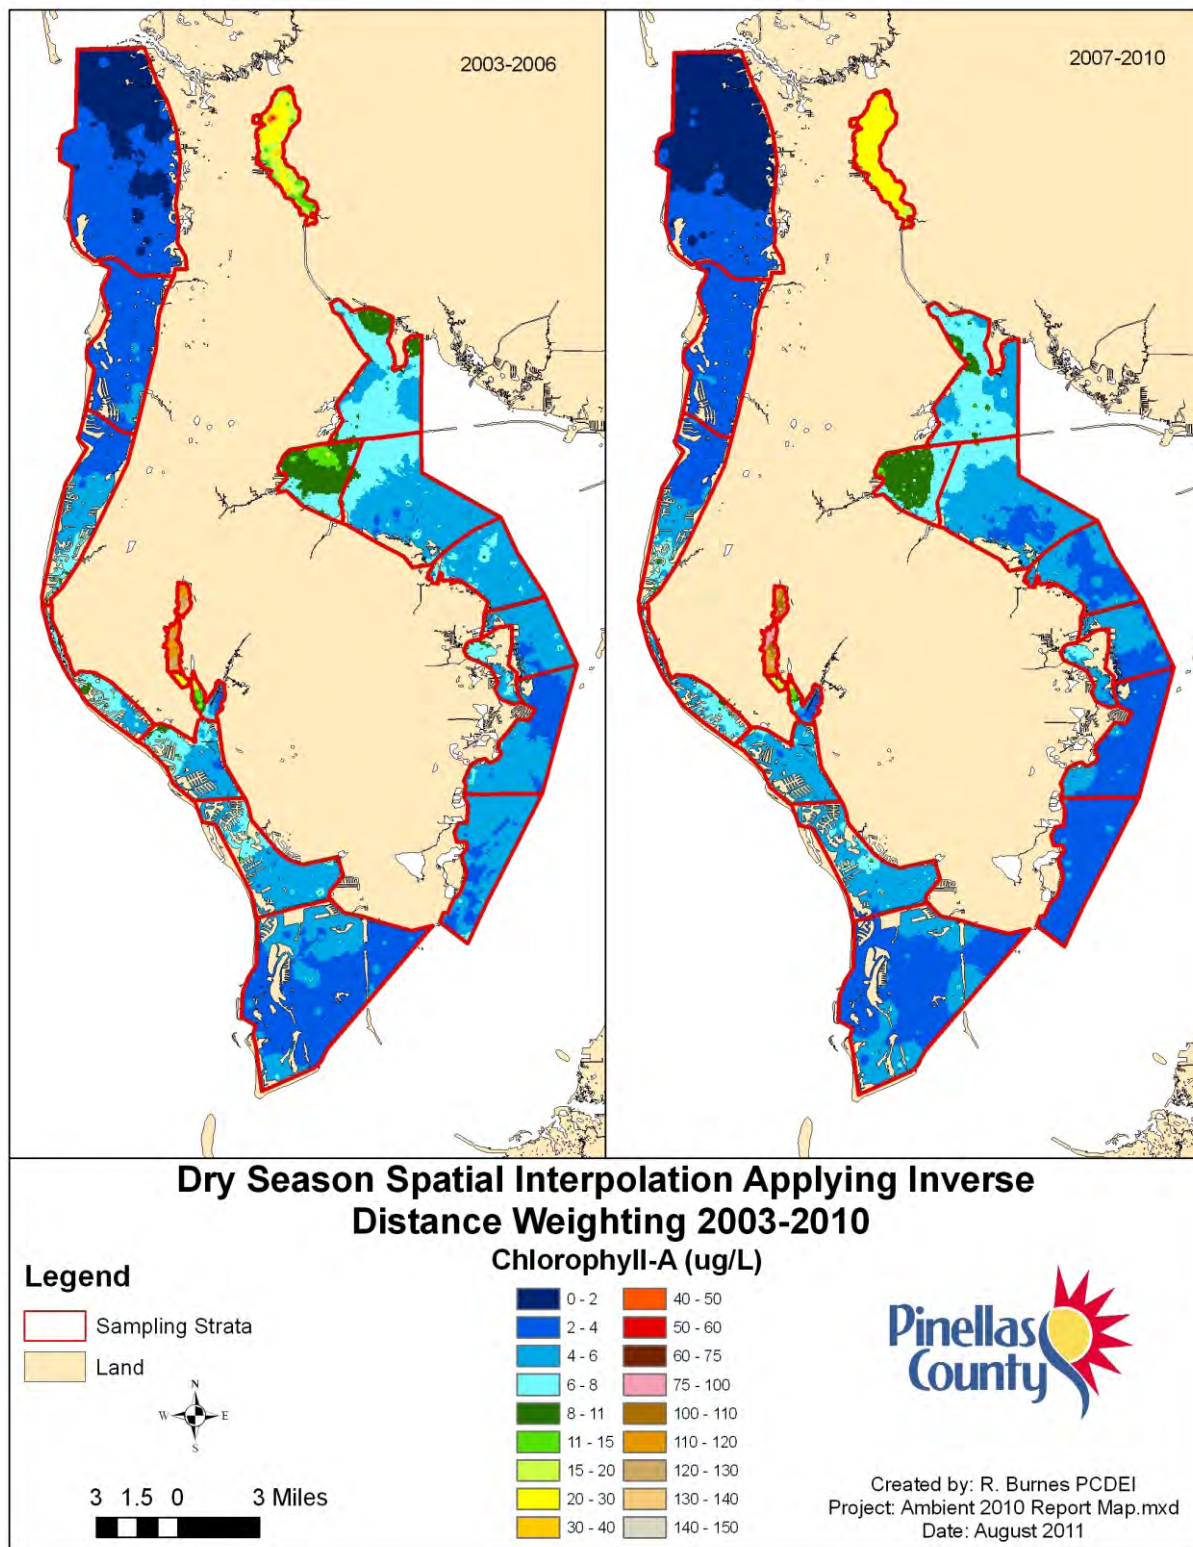 2003-2006
2007-2010
Dry Season Spatial Interpolation Applying Inverse
Distance Weighting 2003-2010
Chlorophyll-A (ug/L)
Legend
Sampling Strata
Land
N
W E
S
3 1.5 0 3 Miles
0 - 2
2 - 4
4 - 6
6 - 8
8 - 11
11 - 15
15 - 20
20 - 30
30 - 40
40 - 50
50 - 60
60 - 75
75 - 100
100 - 110
110 - 120
120 - 130
130 - 140
140 - 150
Pinellas
County
Created by: R. Burnes PCDEI
Project: Ambient 2010 Report Map.mxd
Date: August 2011